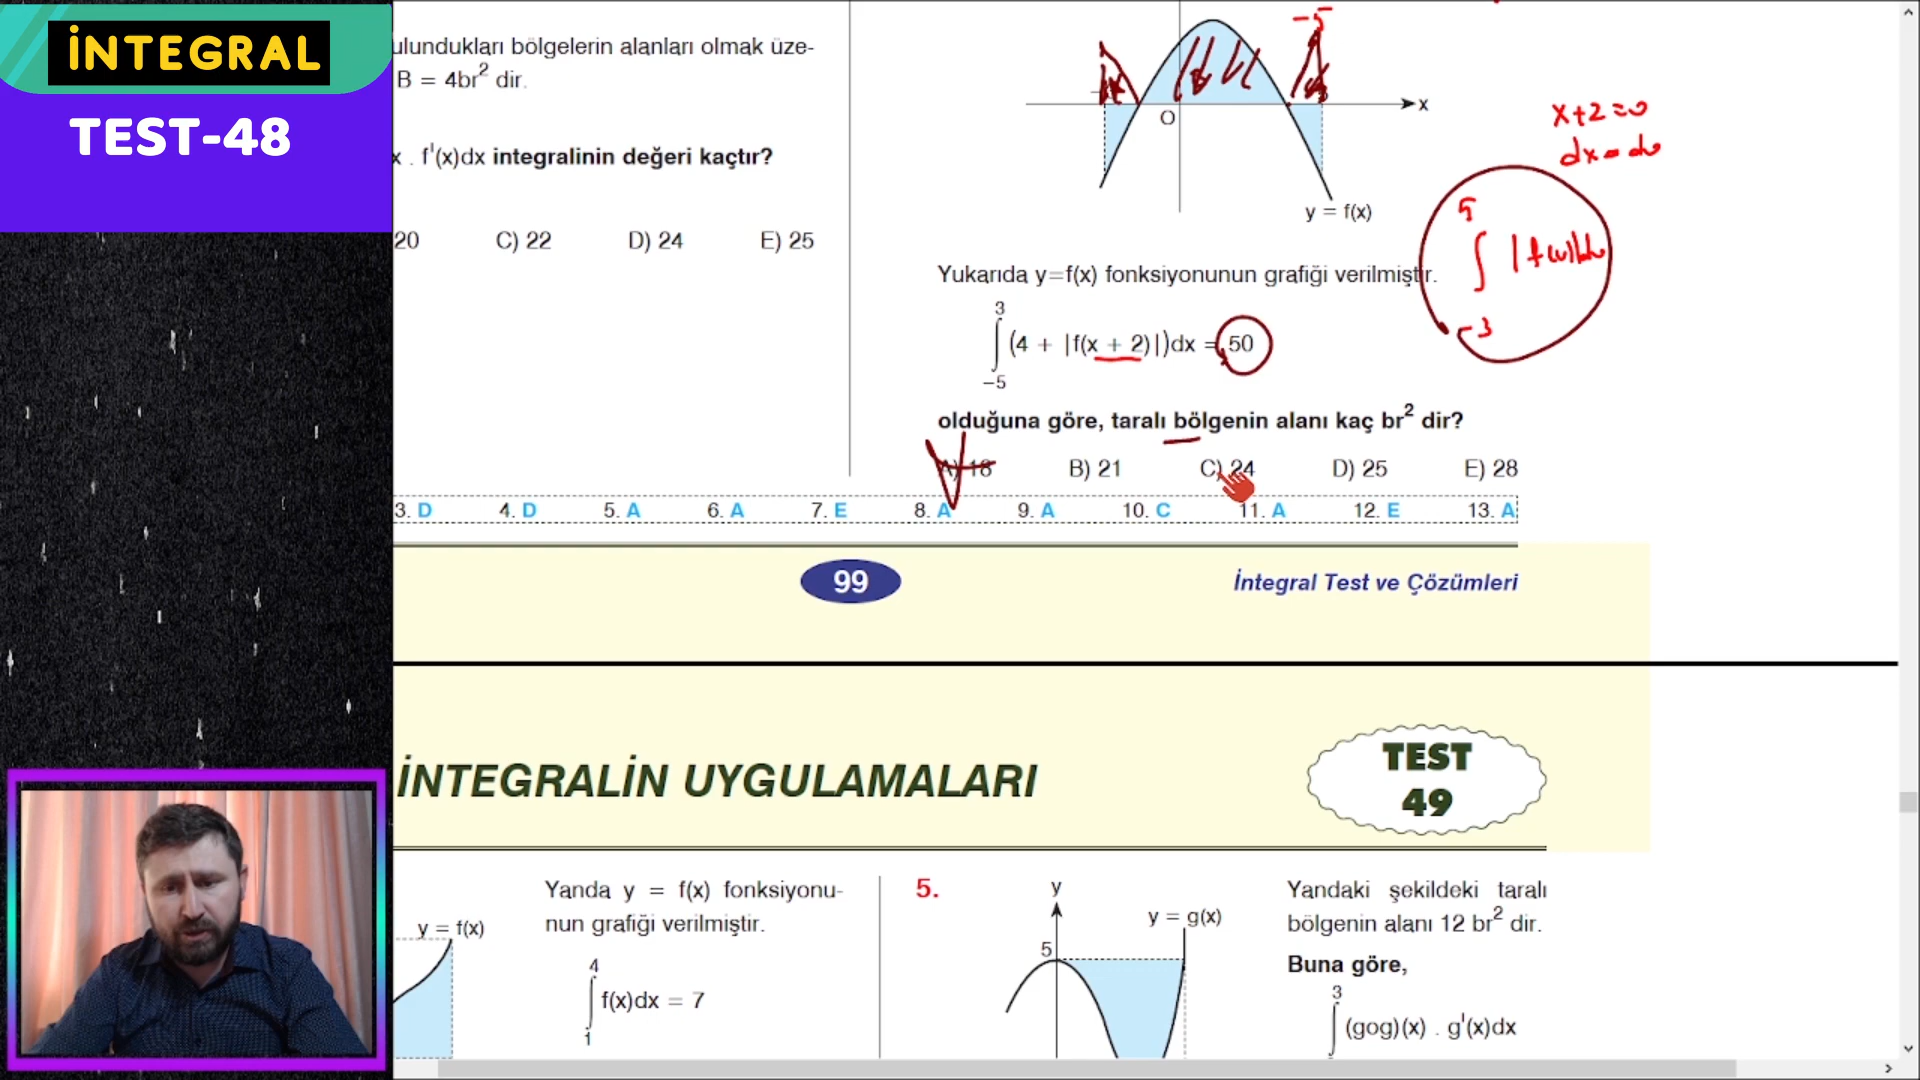 İNTEGRAL
TEST-48
ulundukları bölgelerin alanları olmak üze-
B = 4br² dir.
x . f'(x)dx integralinin değeri kaçtır?
20 C) 22 D) 24 E) 25
-5
O
x
y = f(x)
x+2=u
dx=du
Yukarıda y=f(x) fonksiyonunun grafiği verilmiştir.
5
∫ |f(u)|du
-3
3
∫ (4 + |f(x + 2)|)dx = 50
-5
olduğuna göre, taralı bölgenin alanı kaç br² dir?
A) 18 B) 21 C) 24 D) 25 E) 28
3. D 4. D 5. A 6. A 7. E 8. A 9. A 10. C 11. A 12. E 13. A
99
İntegral Test ve Çözümleri
İNTEGRALİN UYGULAMALARI
TEST
49
y = f(x)
Yanda y = f(x) fonksiyonu-
nun grafiği verilmiştir.
4
∫ f(x)dx = 7
1
5.
y
y = g(x)
5
Yandaki şekildeki taralı
bölgenin alanı 12 br² dir.
Buna göre,
3
∫ (gog)(x) . g'(x)dx